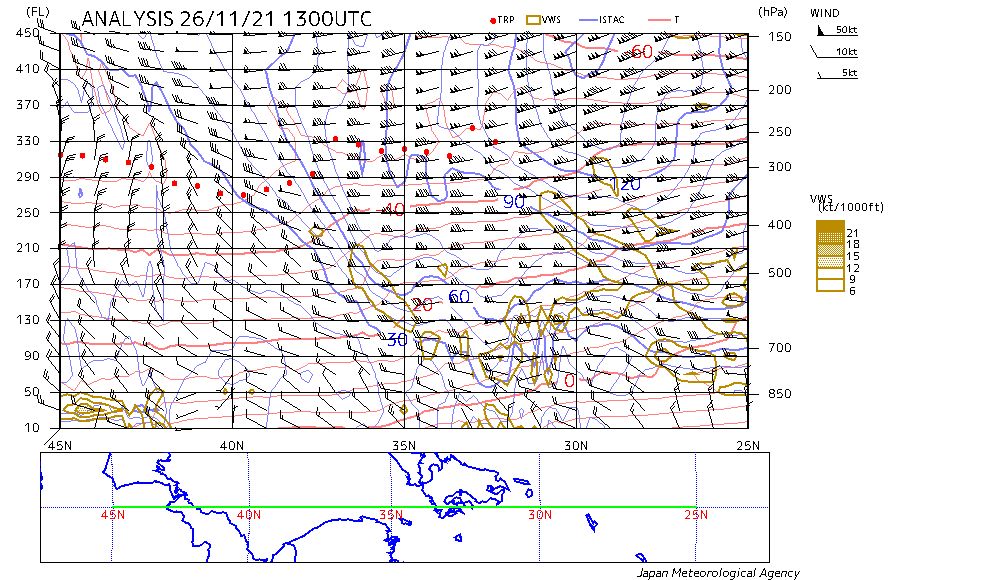 (FL) ANALYSIS 26/11/21 1300UTC TRP VWS ISTAC T (hPa) WIND
450 60 150 50kt
10kt
410
5kt
200
370
250
330
300
290 20
40 90 VWS
250 (kt/1000ft)
400
210 21
18
500 15
170 12
20 60 9
6
130
30
700
90
0
50 850
10
45N 40N 35N 30N 25N
45N 40N 35N 30N 25N
Japan Meteorological Agency